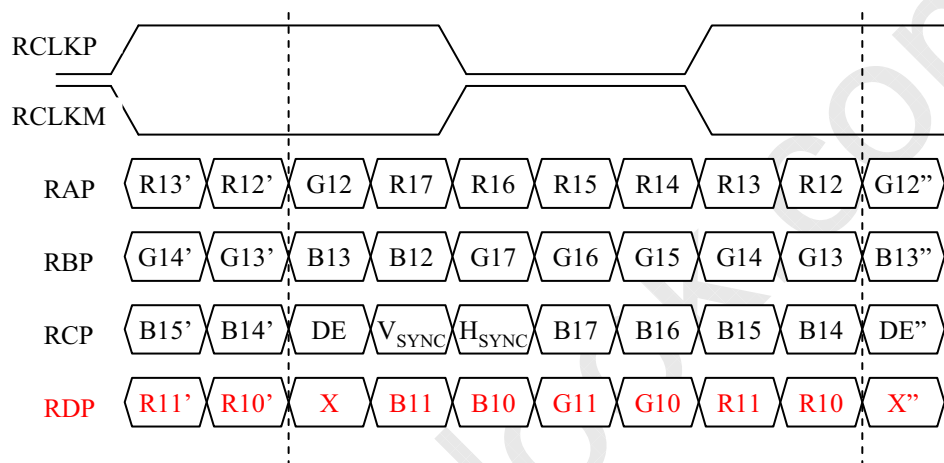 RCLKP
RCLKM
RAP R13’ R12’ G12 R17 R16 R15 R14 R13 R12 G12”
RBP G14’ G13’ B13 B12 G17 G16 G15 G14 G13 B13”
RCP B15’ B14’ DE VSYNC HSYNC B17 B16 B15 B14 DE”
RDP R11’ R10’ X B11 B10 G11 G10 R11 R10 X”